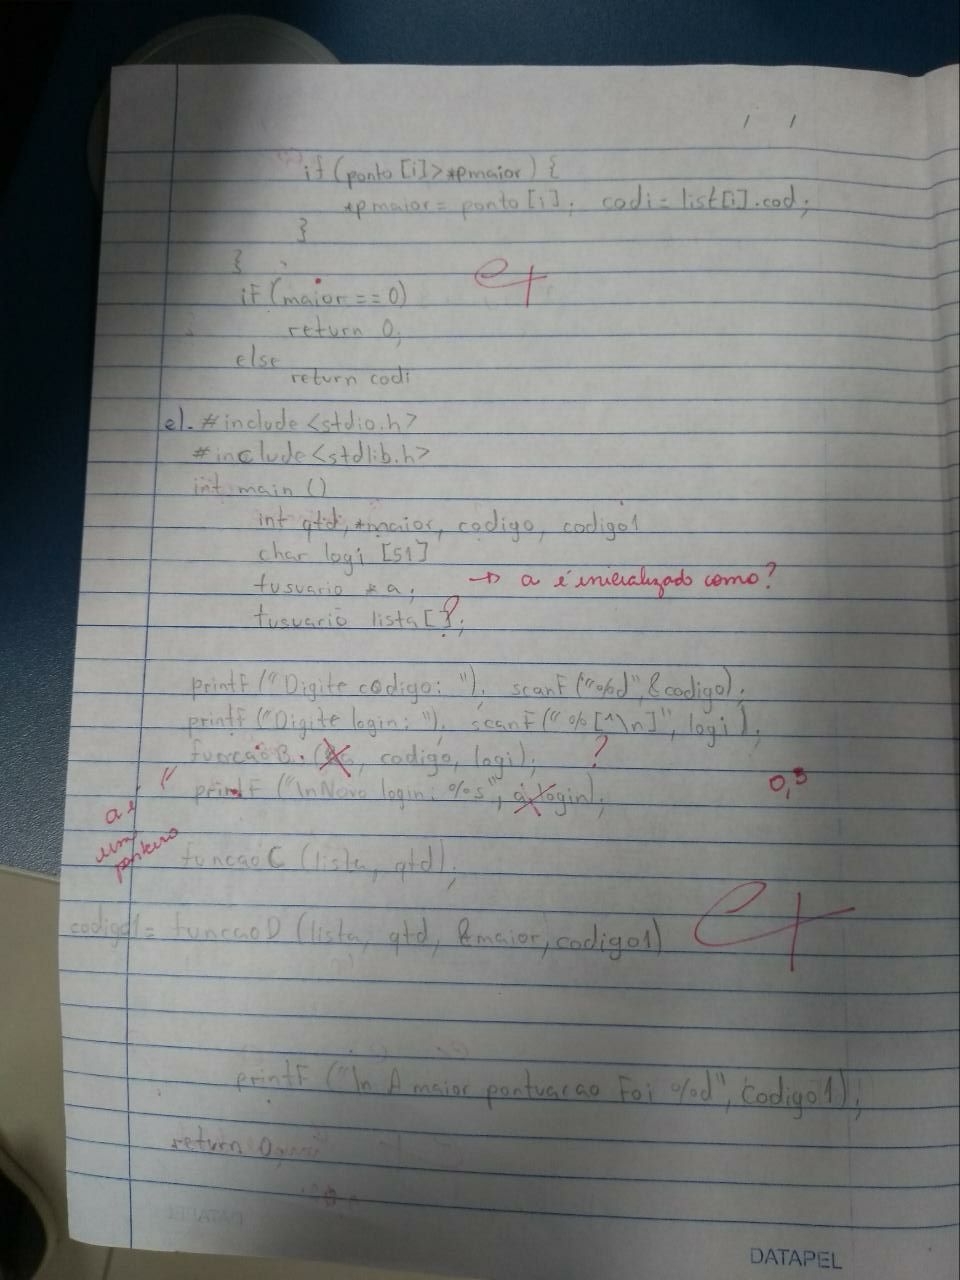 / /
if (ponto [i] > *pmaior) {
*pmaior = ponto [i]; codi = list[i].cod;
}
}
if (maior == 0)
return 0;
else
return codi
e). #include <stdio.h>
#include <stdlib.h>
int main ()
int qtd, *maior, codigo, codigo1
char logi [51]
tusuario *a; → a é inicializado como?
tusuario lista [ ? ];
printf ("Digite codigo: "); scanf ("%d", &codigo);
printf ("Digite login: "); scanf (" %[^\n]", logi);
funcaoB (, codigo, logi); ?
printf ("\nNovo login: %s", login); 0,5
a é um ponteiro
funcaoC (lista, qtd);
codigo1 = funcaoD (lista, qtd, &maior, codigo1)
printf ("\n A maior pontuacao foi %d", codigo1);
return 0;
DATAPEL